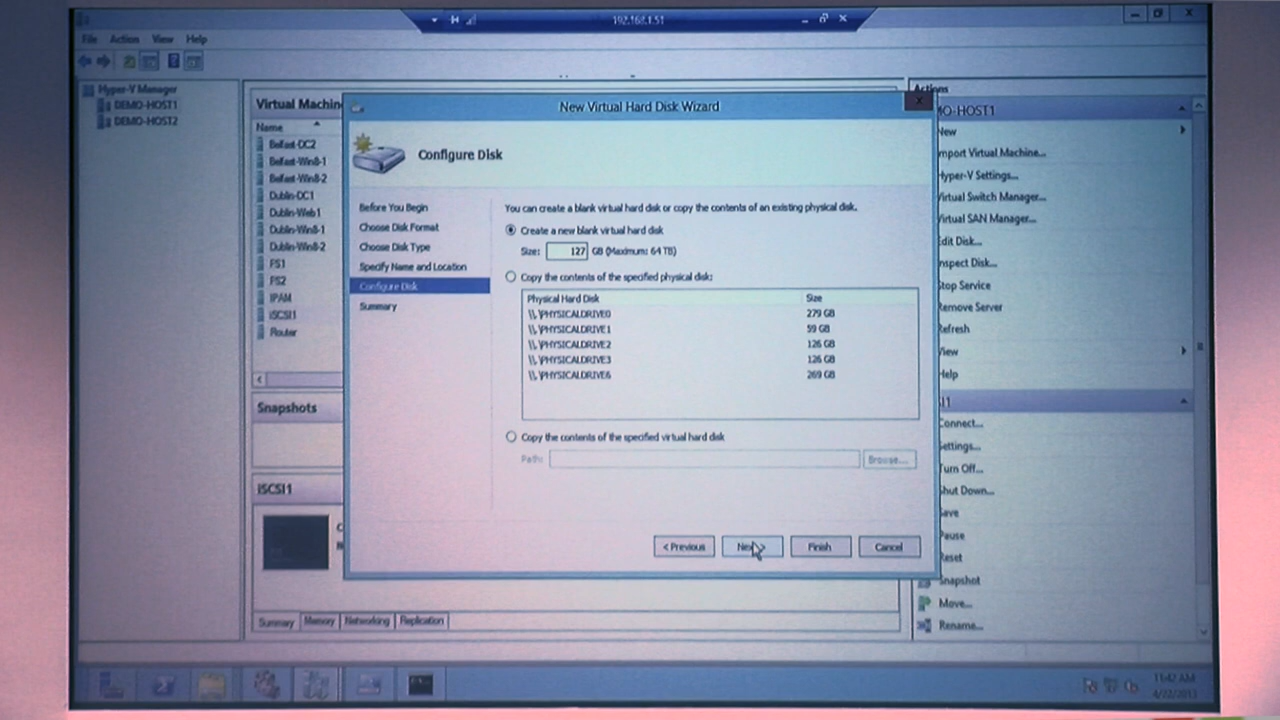 192.168.1.51
File Action View Help
Hyper-V Manager
DEMO-HOST1
DEMO-HOST2
Virtual Machin
Name
Belfast-DC2
Belfast-Win8-1
Belfast-Win8-2
Dublin-DC1
Dublin-Web1
Dublin-Win8-1
Dublin-Win8-2
FS1
FS2
IPAM
iSCSI1
Router
Snapshots
iSCSI1
Summary Memory Networking Replication
New Virtual Hard Disk Wizard
x
Configure Disk
Before You Begin
Choose Disk Format
Choose Disk Type
Specify Name and Location
Configure Disk
Summary
You can create a blank virtual hard disk or copy the contents of an existing physical disk.
Create a new blank virtual hard disk
Size: 127 GB (Maximum: 64 TB)
Copy the contents of the specified physical disk:
Physical Hard Disk Size
\\.\PHYSICALDRIVE0 279 GB
\\.\PHYSICALDRIVE1 59 GB
\\.\PHYSICALDRIVE2 126 GB
\\.\PHYSICALDRIVE3 126 GB
\\.\PHYSICALDRIVE6 269 GB
Copy the contents of the specified virtual hard disk
Path: Browse...
< Previous Next > Finish Cancel
Actions
MO-HOST1
New
mport Virtual Machine...
Hyper-V Settings...
Virtual Switch Manager...
Virtual SAN Manager...
Edit Disk...
nspect Disk...
Stop Service
Remove Server
Refresh
View
Help
SI1
Connect...
Settings...
Turn Off...
Shut Down...
Save
Pause
Reset
Snapshot
Move...
Rename...
11:42 AM
4/22/2013